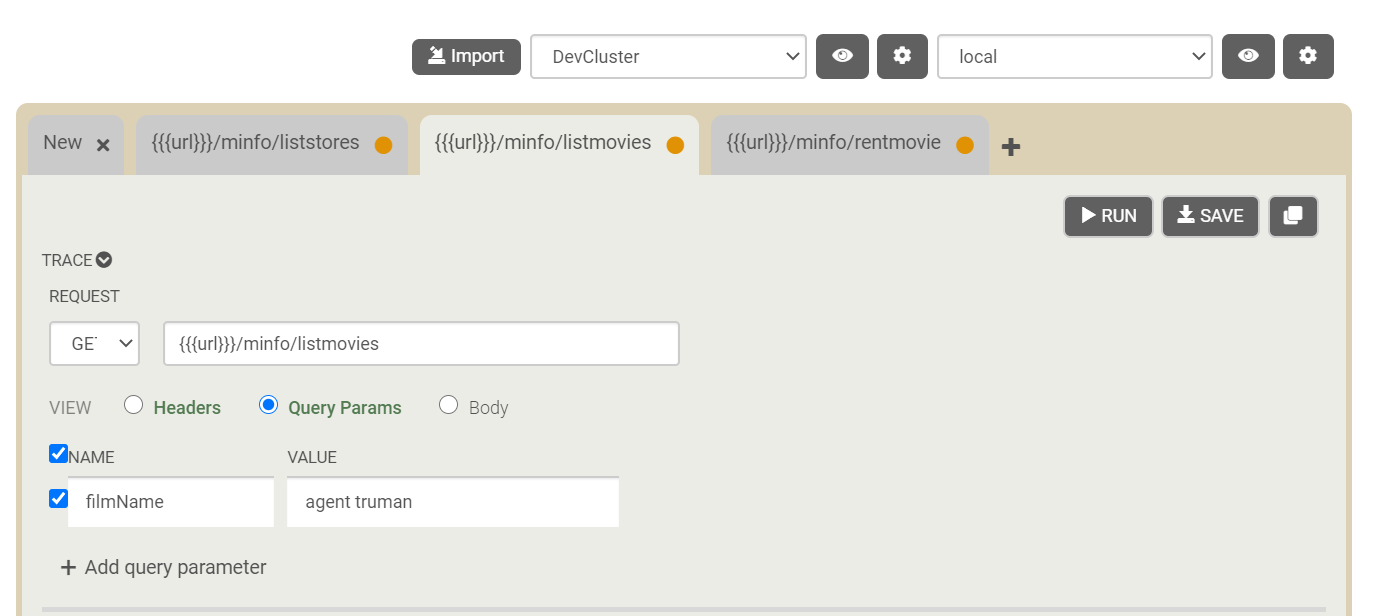 Import DevCluster local
New {{{url}}}/minfo/liststores {{{url}}}/minfo/listmovies {{{url}}}/minfo/rentmovie
RUN SAVE
TRACE
REQUEST
GET {{{url}}}/minfo/listmovies
VIEW Headers Query Params Body
NAME VALUE
filmName agent truman
+ Add query parameter